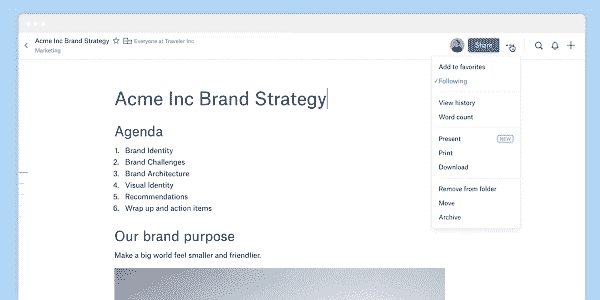 Acme Inc Brand Strategy
Everyone at Traveler Inc
Marketing
Share
Add to favorites
✓Following
View history
Word count
Present NEW
Print
Download
Remove from folder
Move
Archive
Acme Inc Brand Strategy
Agenda
1. Brand Identity
2. Brand Challenges
3. Brand Architecture
4. Visual Identity
5. Recommendations
6. Wrap up and action items
Our brand purpose
Make a big world feel smaller and friendlier.